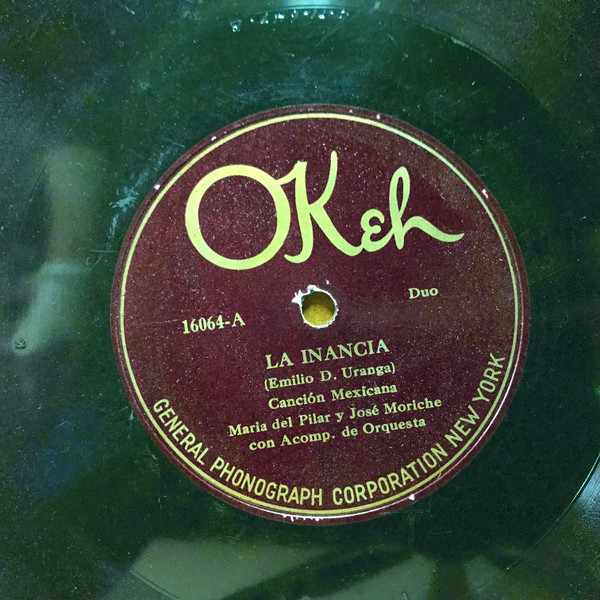 OKeh
16064-A
Duo
LA INANCIA
(Emilio D. Uranga)
Canción Mexicana
Maria del Pilar y José Moriche
con Acomp. de Orquesta
GENERAL PHONOGRAPH CORPORATION NEW YORK